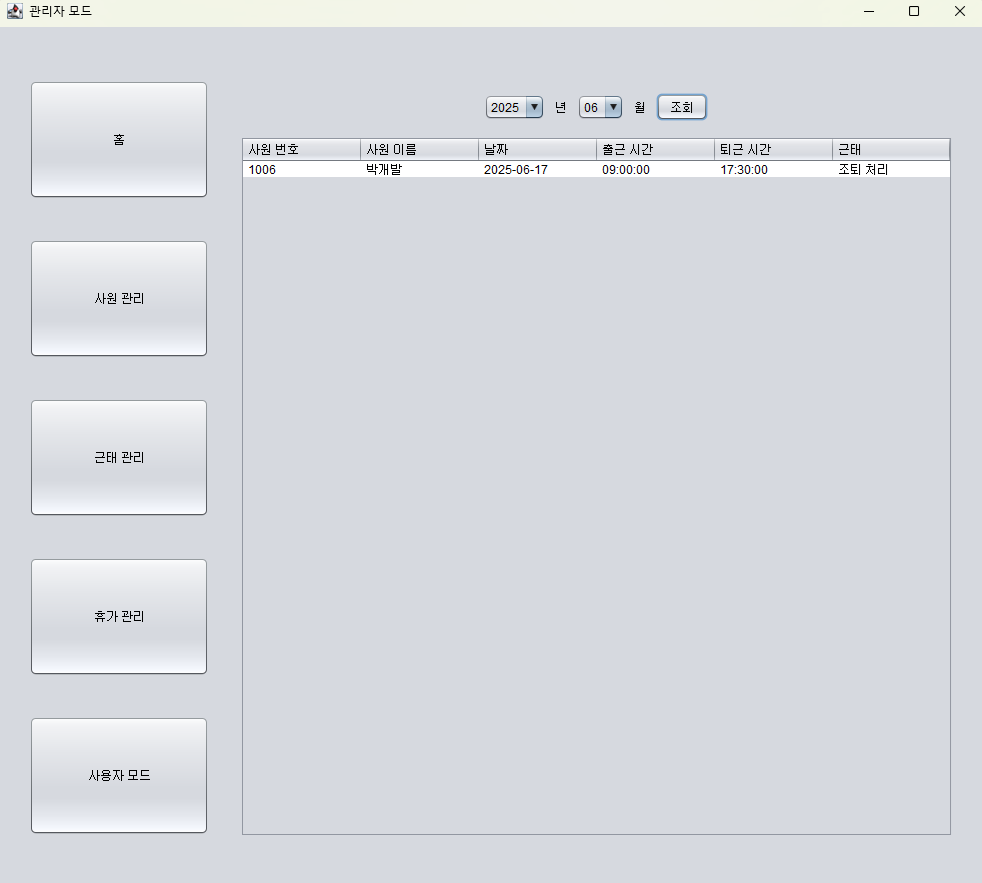 관리자 모드
홈
사원 관리
근태 관리
휴가 관리
사용자 모드
2025 년 06 월 조회
사원 번호 사원 이름 날짜 출근 시간 퇴근 시간 근태
1006 박개발 2025-06-17 09:00:00 17:30:00 조퇴 처리